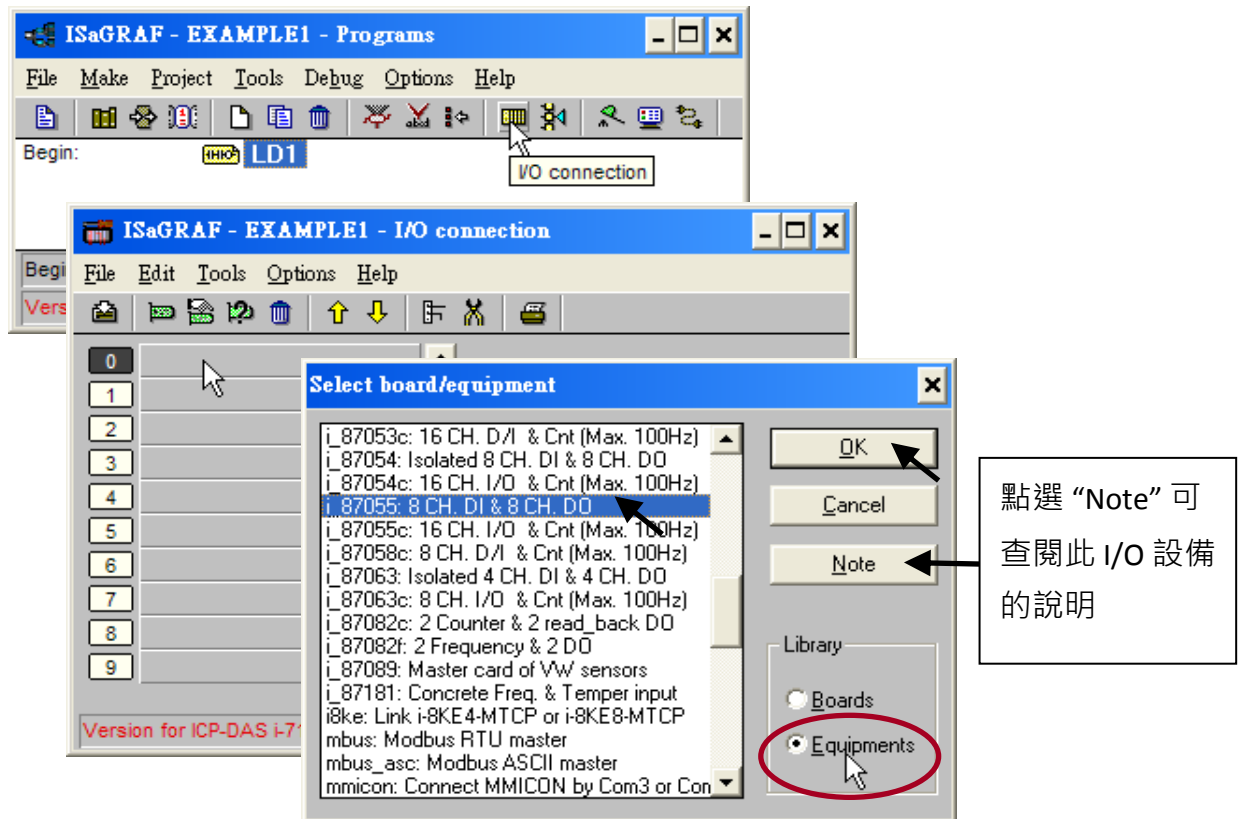 ISaGRAF - EXAMPLE1 - Programs
File Make Project Tools Debug Options Help
Begin: LD1
I/O connection
Begi
Vers
ISaGRAF - EXAMPLE1 - I/O connection
File Edit Tools Options Help
0
1
2
3
4
5
6
7
8
9
Version for ICP-DAS i-71
Select board/equipment
i_87053c: 16 CH. D/I & Cnt (Max. 100Hz)
i_87054: Isolated 8 CH. DI & 8 CH. DO
i_87054c: 16 CH. I/O & Cnt (Max. 100Hz)
i_87055: 8 CH. DI & 8 CH. DO
i_87055c: 16 CH. I/O & Cnt (Max. 100Hz)
i_87058c: 8 CH. D/I & Cnt (Max. 100Hz)
i_87063: Isolated 4 CH. DI & 4 CH. DO
i_87063c: 8 CH. I/O & Cnt (Max. 100Hz)
i_87082c: 2 Counter & 2 read_back DO
i_87082f: 2 Frequency & 2 DO
i_87089: Master card of VW sensors
i_87181: Concrete Freq. & Temper input
i8ke: Link i-8KE4-MTCP or i-8KE8-MTCP
mbus: Modbus RTU master
mbus_asc: Modbus ASCII master
mmicon: Connect MMICON by Com3 or Con
OK
Cancel
Note
Library
Boards
Equipments
點選 “Note” 可
查閱此 I/O 設備
的說明